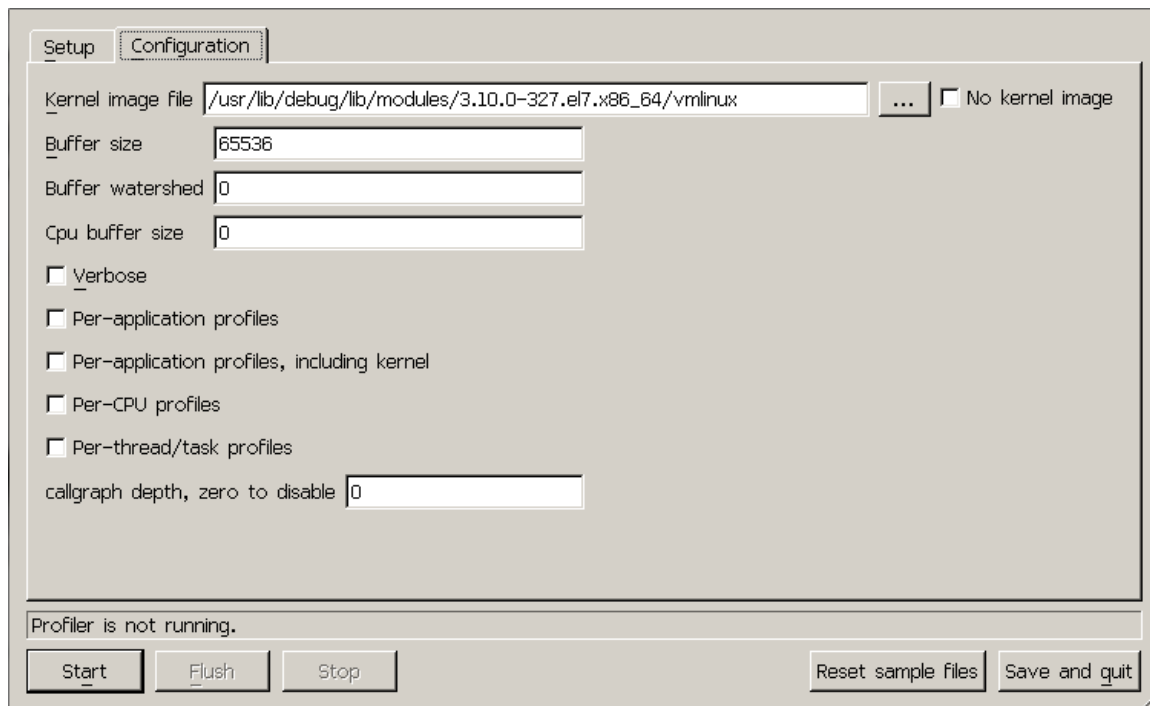 Setup Configuration
Kernel image file /usr/lib/debug/lib/modules/3.10.0-327.el7.x86_64/vmlinux ... No kernel image
Buffer size 65536
Buffer watershed 0
Cpu buffer size 0
Verbose
Per-application profiles
Per-application profiles, including kernel
Per-CPU profiles
Per-thread/task profiles
callgraph depth, zero to disable 0
Profiler is not running.
Start Flush Stop Reset sample files Save and quit